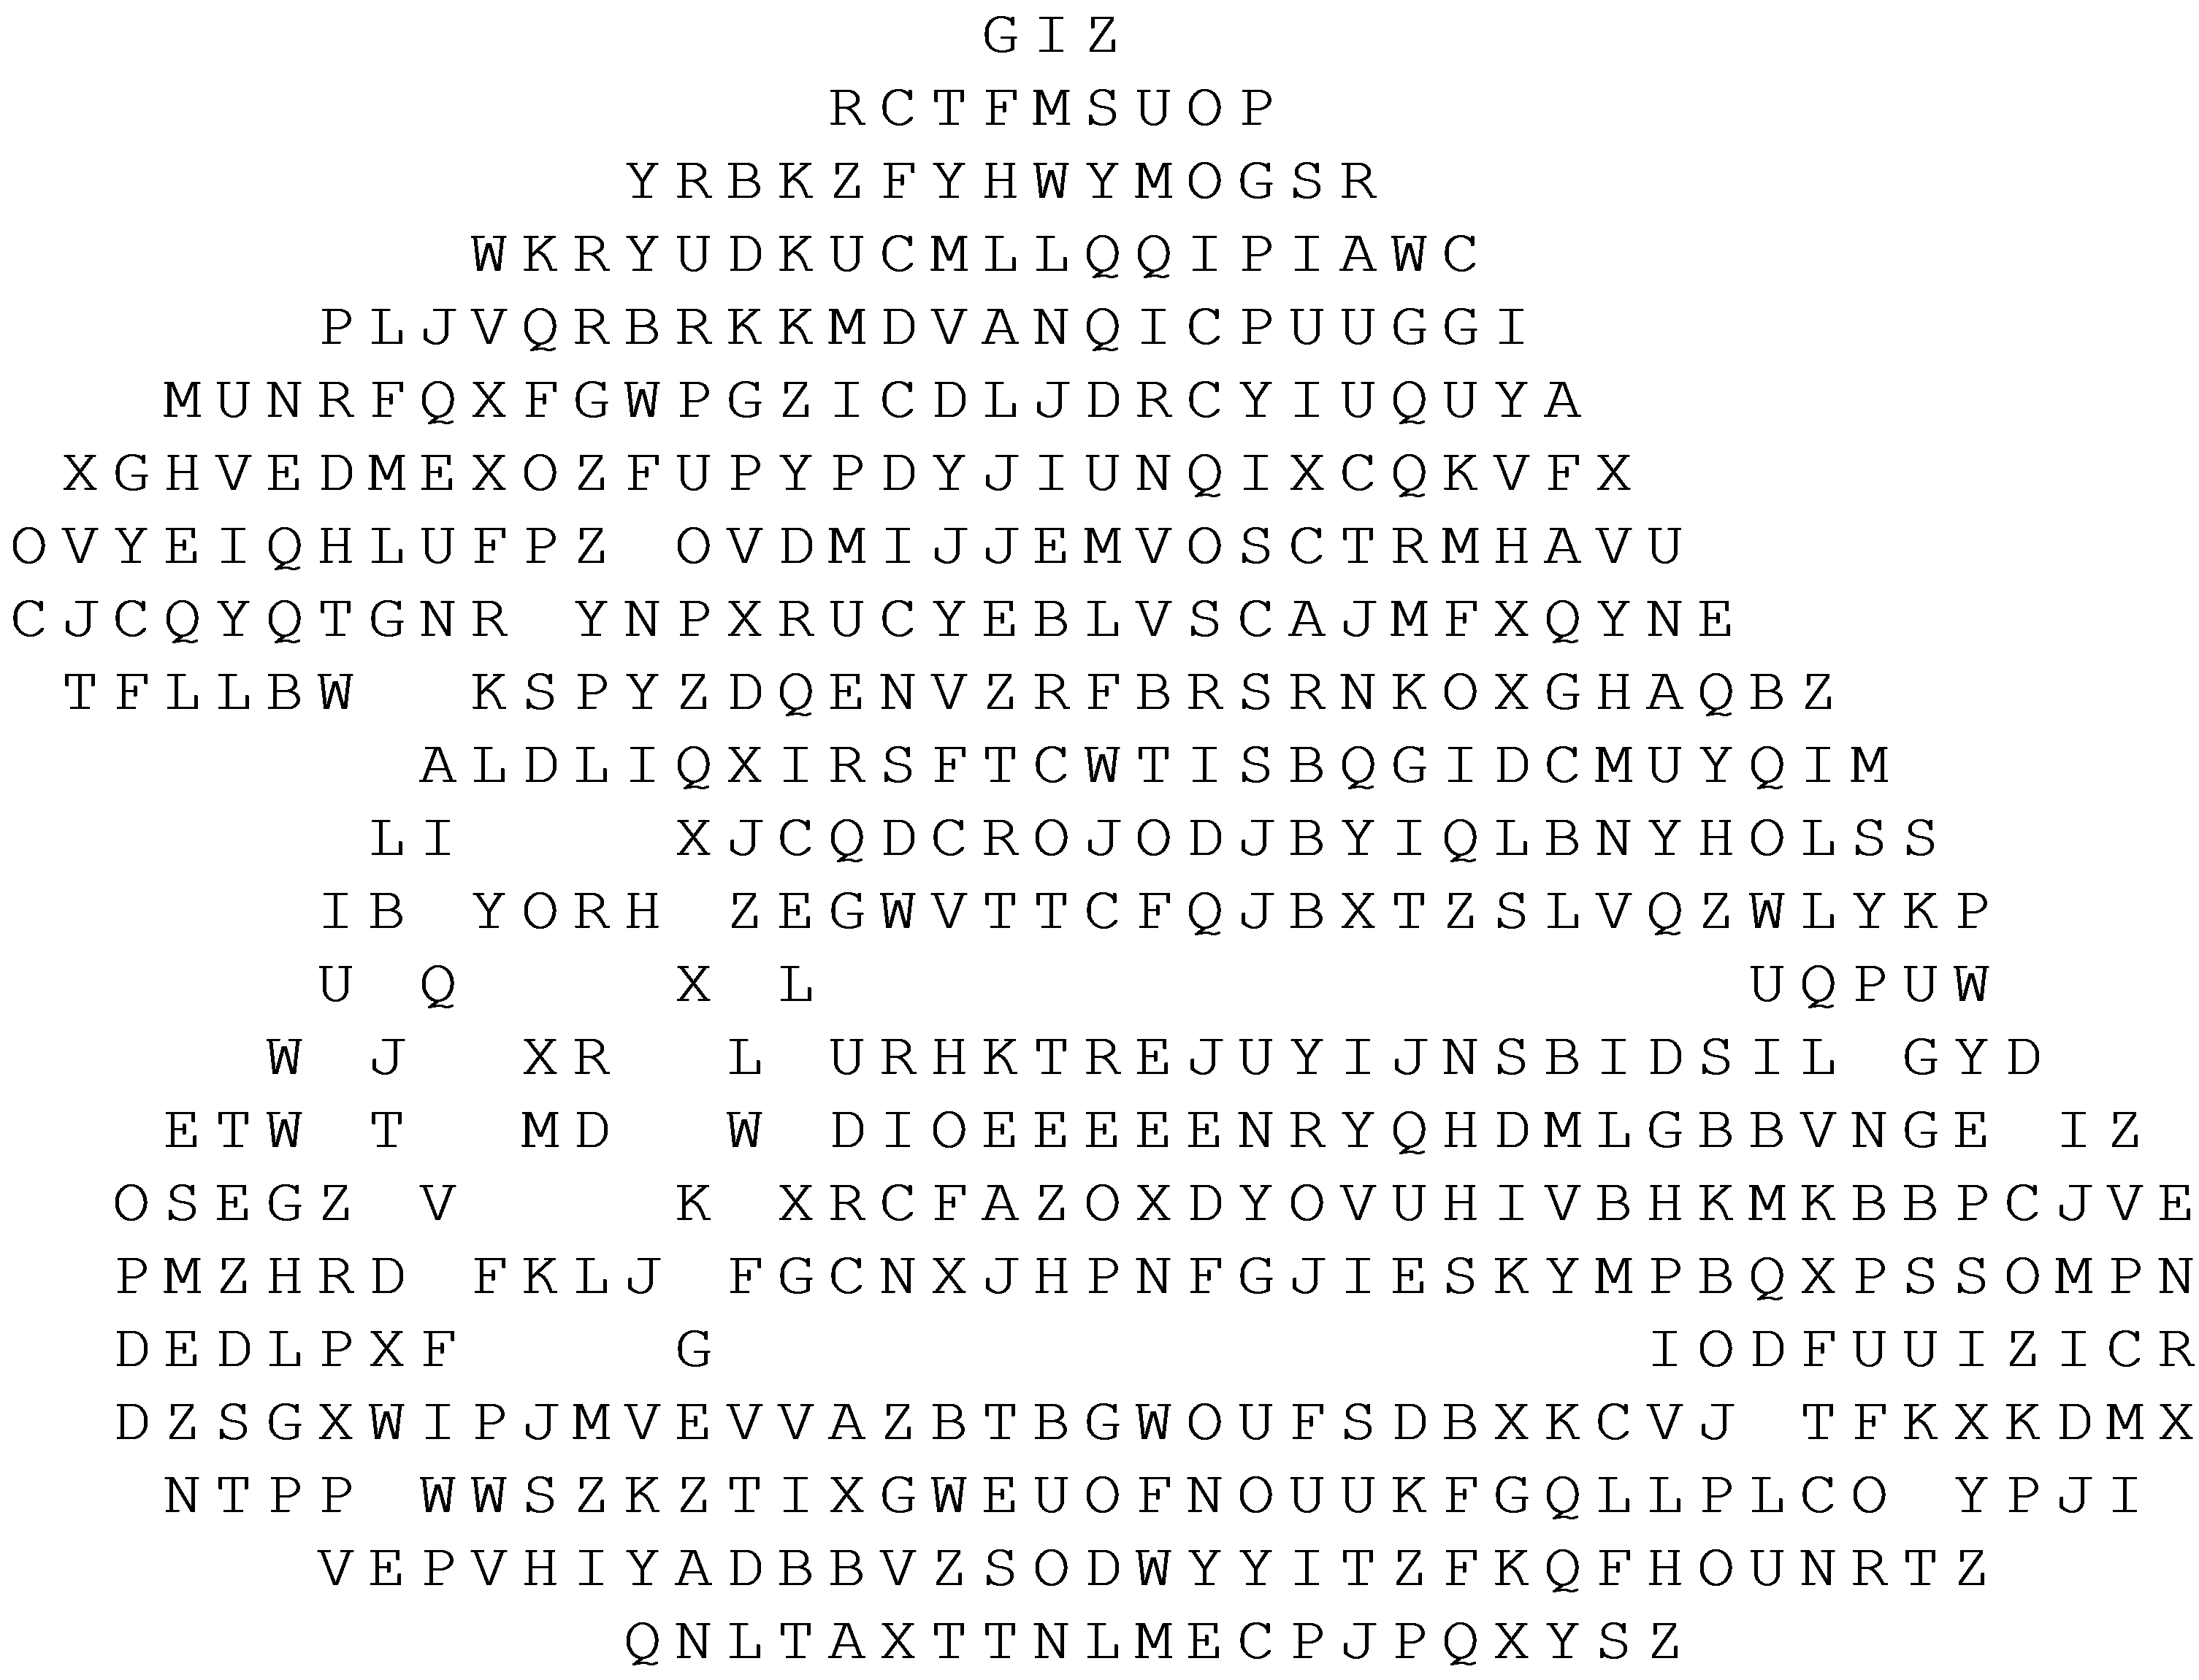 G I Z
R C T F M S U O P
Y R B K Z F Y H W Y M O G S R
W K R Y U D K U C M L L Q Q I P I A W C
P L J V Q R B R K K M D V A N Q I C P U U G G I
M U N R F Q X F G W P G Z I C D L J D R C Y I U Q U Y A
X G H V E D M E X O Z F U P Y P D Y J I U N Q I X C Q K V F X
O V Y E I Q H L U F P Z   O V D M I J J E M V O S C T R M H A V U
C J C Q Y Q T G N R   Y N P X R U C Y E B L V S C A J M F X Q Y N E
T F L L B W     K S P Y Z D Q E N V Z R F B R S R N K O X G H A Q B Z
A L D L I Q X I R S F T C W T I S B Q G I D C M U Y Q I M
L I         X J C Q D C R O J O D J B Y I Q L B N Y H O L S S
I B   Y O R H   Z E G W V T T C F Q J B X T Z S L V Q Z W L Y K P
U   Q         X   L                                     U Q P U W
W   J     X R     L   U R H K T R E J U Y I J N S B I D S I L   G Y D
E T W   T     M D     W   D I O E E E E E N R Y Q H D M L G B B V N G E   I Z
O S E G Z   V         K   X R C F A Z O X D Y O V U H I V B H K M K B B P C J V E
P M Z H R D   F K L J   F G C N X J H P N F G J I E S K Y M P B Q X P S S O M P N
D E D L P X F         G                                     I O D F U U I Z I C R
D Z S G X W I P J M V E V V A Z B T B G W O U F S D B X K C V J   T F K X K D M X
N T P P   W W S Z K Z T I X G W E U O F N O U U K F G Q L L P L C O   Y P J I
V E P V H I Y A D B B V Z S O D W Y Y I T Z F K Q F H O U N R T Z
Q N L T A X T T N L M E C P J P Q X Y S Z